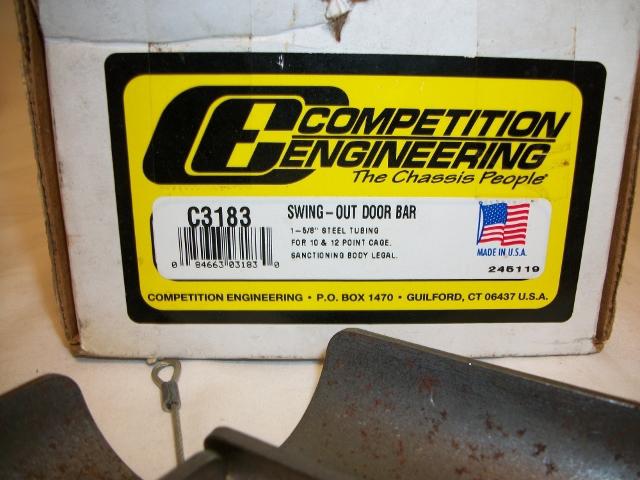 CE COMPETITION
ENGINEERING
The Chassis People
C3183 SWING-OUT DOOR BAR
1-5/8" STEEL TUBING
FOR 10 & 12 POINT CAGE.
SANCTIONING BODY LEGAL.
0 84663 03183 0
MADE IN U.S.A.
245119
COMPETITION ENGINEERING • P.O. BOX 1470 • GUILFORD, CT 06437 U.S.A.